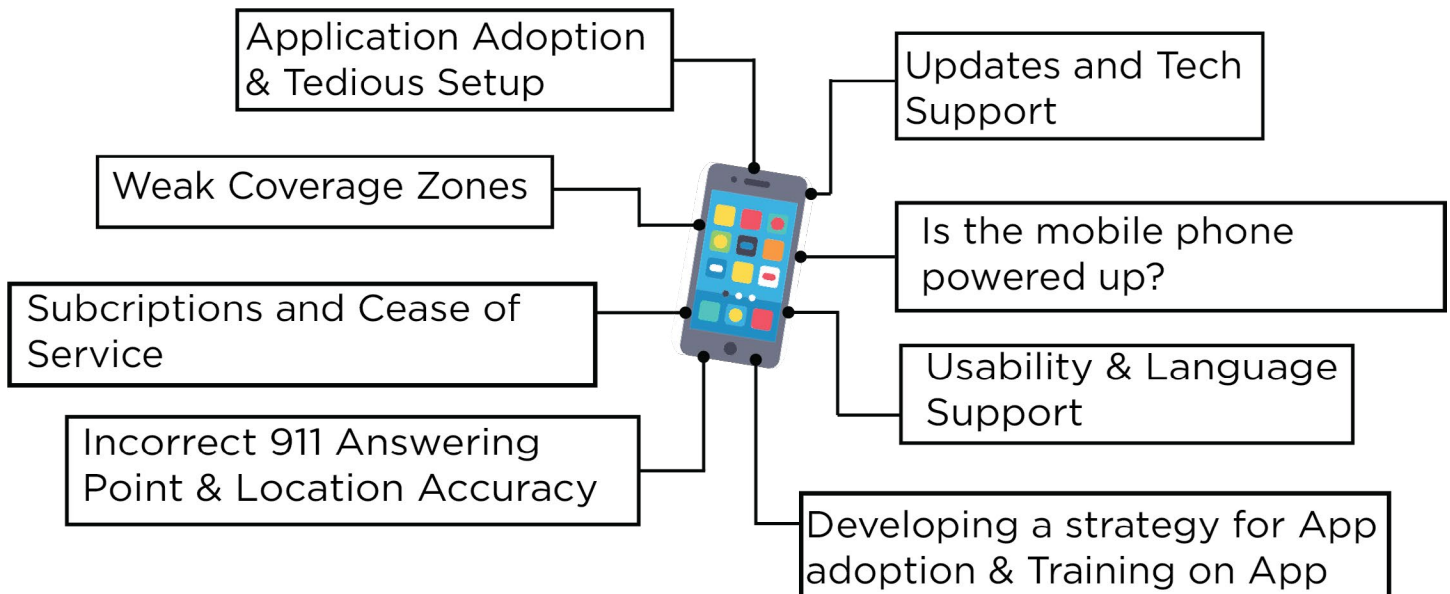 Application Adoption
& Tedious Setup
Updates and Tech
Support
Weak Coverage Zones
Is the mobile phone
powered up?
Subcriptions and Cease of
Service
Usability & Language
Support
Incorrect 911 Answering
Point & Location Accuracy
Developing a strategy for App
adoption & Training on App